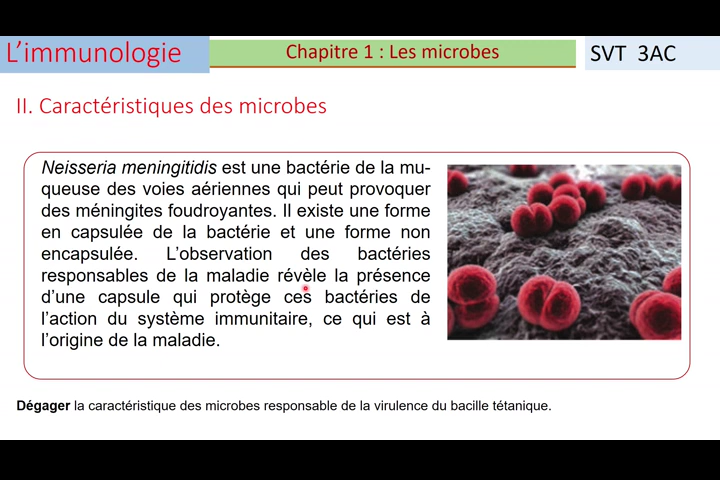 L’immunologie
Chapitre 1 : Les microbes
SVT 3AC
II. Caractéristiques des microbes
Neisseria meningitidis est une bactérie de la mu-
queuse des voies aériennes qui peut provoquer
des méningites foudroyantes. Il existe une forme
en capsulée de la bactérie et une forme non
encapsulée. L’observation des bactéries
responsables de la maladie révèle la présence
d’une capsule qui protège ces bactéries de
l’action du système immunitaire, ce qui est à
l’origine de la maladie.
Dégager la caractéristique des microbes responsable de la virulence du bacille tétanique.